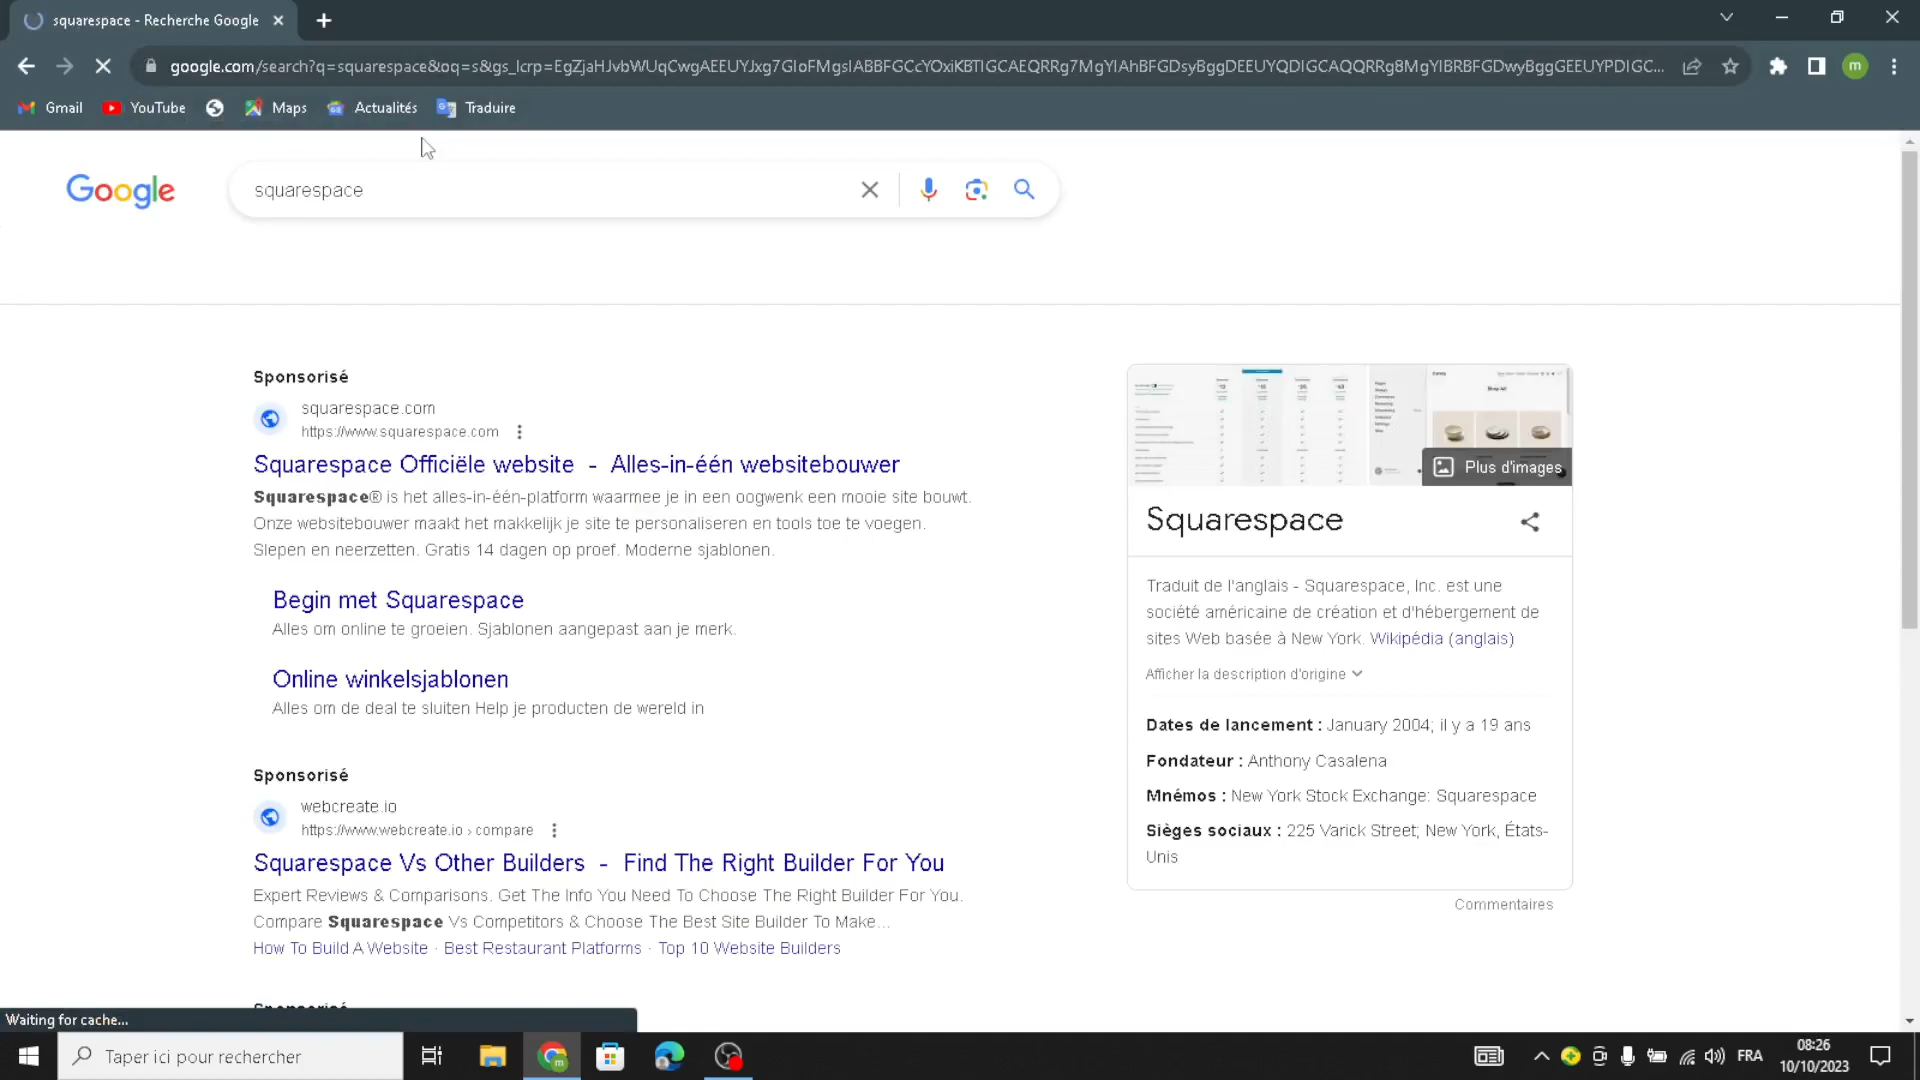 squarespace - Recherche Google
google.com/search?q=squarespace&oq=s&gs_lcrp=EgZjaHJvbWUqCwgAEEUYJxg7GIoFMgsIABBFGCcYOxiKBTIGCAEQRRg7MgYIAhBFGDsyBggDEEUYQDIGCAQQRRg8MgYIBRBFGDwyBggGEEUYPDIGC...
m
Gmail
YouTube
Maps
Actualités
Traduire
Google
squarespace
Sponsorisé
squarespace.com
https://www.squarespace.com
Squarespace Officiële website - Alles-in-één websitebouwer
Squarespace® is het alles-in-één-platform waarmee je in een oogwenk een mooie site bouwt.
Onze websitebouwer maakt het makkelijk je site te personaliseren en tools toe te voegen.
Slepen en neerzetten. Gratis 14 dagen op proef. Moderne sjablonen.
Begin met Squarespace
Alles om online te groeien. Sjablonen aangepast aan je merk.
Online winkelsjablonen
Alles om de deal te sluiten Help je producten de wereld in
Sponsorisé
webcreate.io
https://www.webcreate.io › compare
Squarespace Vs Other Builders - Find The Right Builder For You
Expert Reviews & Comparisons. Get The Info You Need To Choose The Right Builder For You.
Compare Squarespace Vs Competitors & Choose The Best Site Builder To Make...
How To Build A Website · Best Restaurant Platforms · Top 10 Website Builders
Sponsorisé
Plus d'images
Squarespace
Traduit de l'anglais - Squarespace, Inc. est une
société américaine de création et d'hébergement de
sites Web basée à New York. Wikipédia (anglais)
Afficher la description d'origine
Dates de lancement : January 2004; il y a 19 ans
Fondateur : Anthony Casalena
Mnémos : New York Stock Exchange: Squarespace
Sièges sociaux : 225 Varick Street; New York, États-
Unis
Commentaires
Waiting for cache...
Taper ici pour rechercher
FRA
08:26
10/10/2023